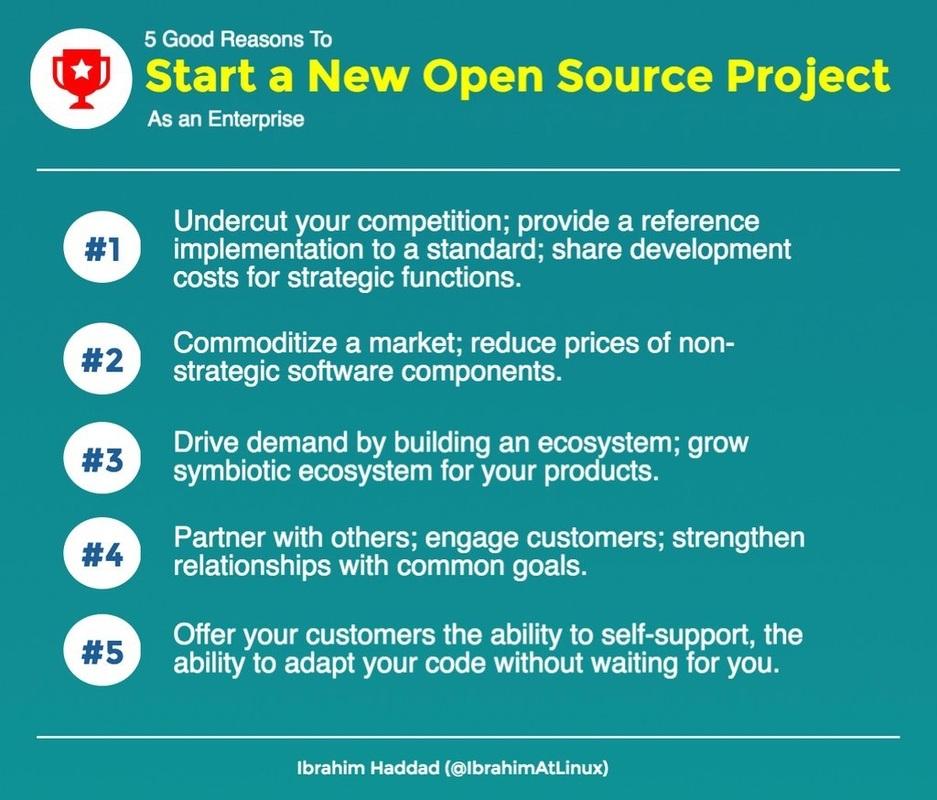 5 Good Reasons To
Start a New Open Source Project
As an Enterprise
#1
Undercut your competition; provide a reference
implementation to a standard; share development
costs for strategic functions.
#2
Commoditize a market; reduce prices of non-
strategic software components.
#3
Drive demand by building an ecosystem; grow
symbiotic ecosystem for your products.
#4
Partner with others; engage customers; strengthen
relationships with common goals.
#5
Offer your customers the ability to self-support, the
ability to adapt your code without waiting for you.
Ibrahim Haddad (@IbrahimAtLinux)